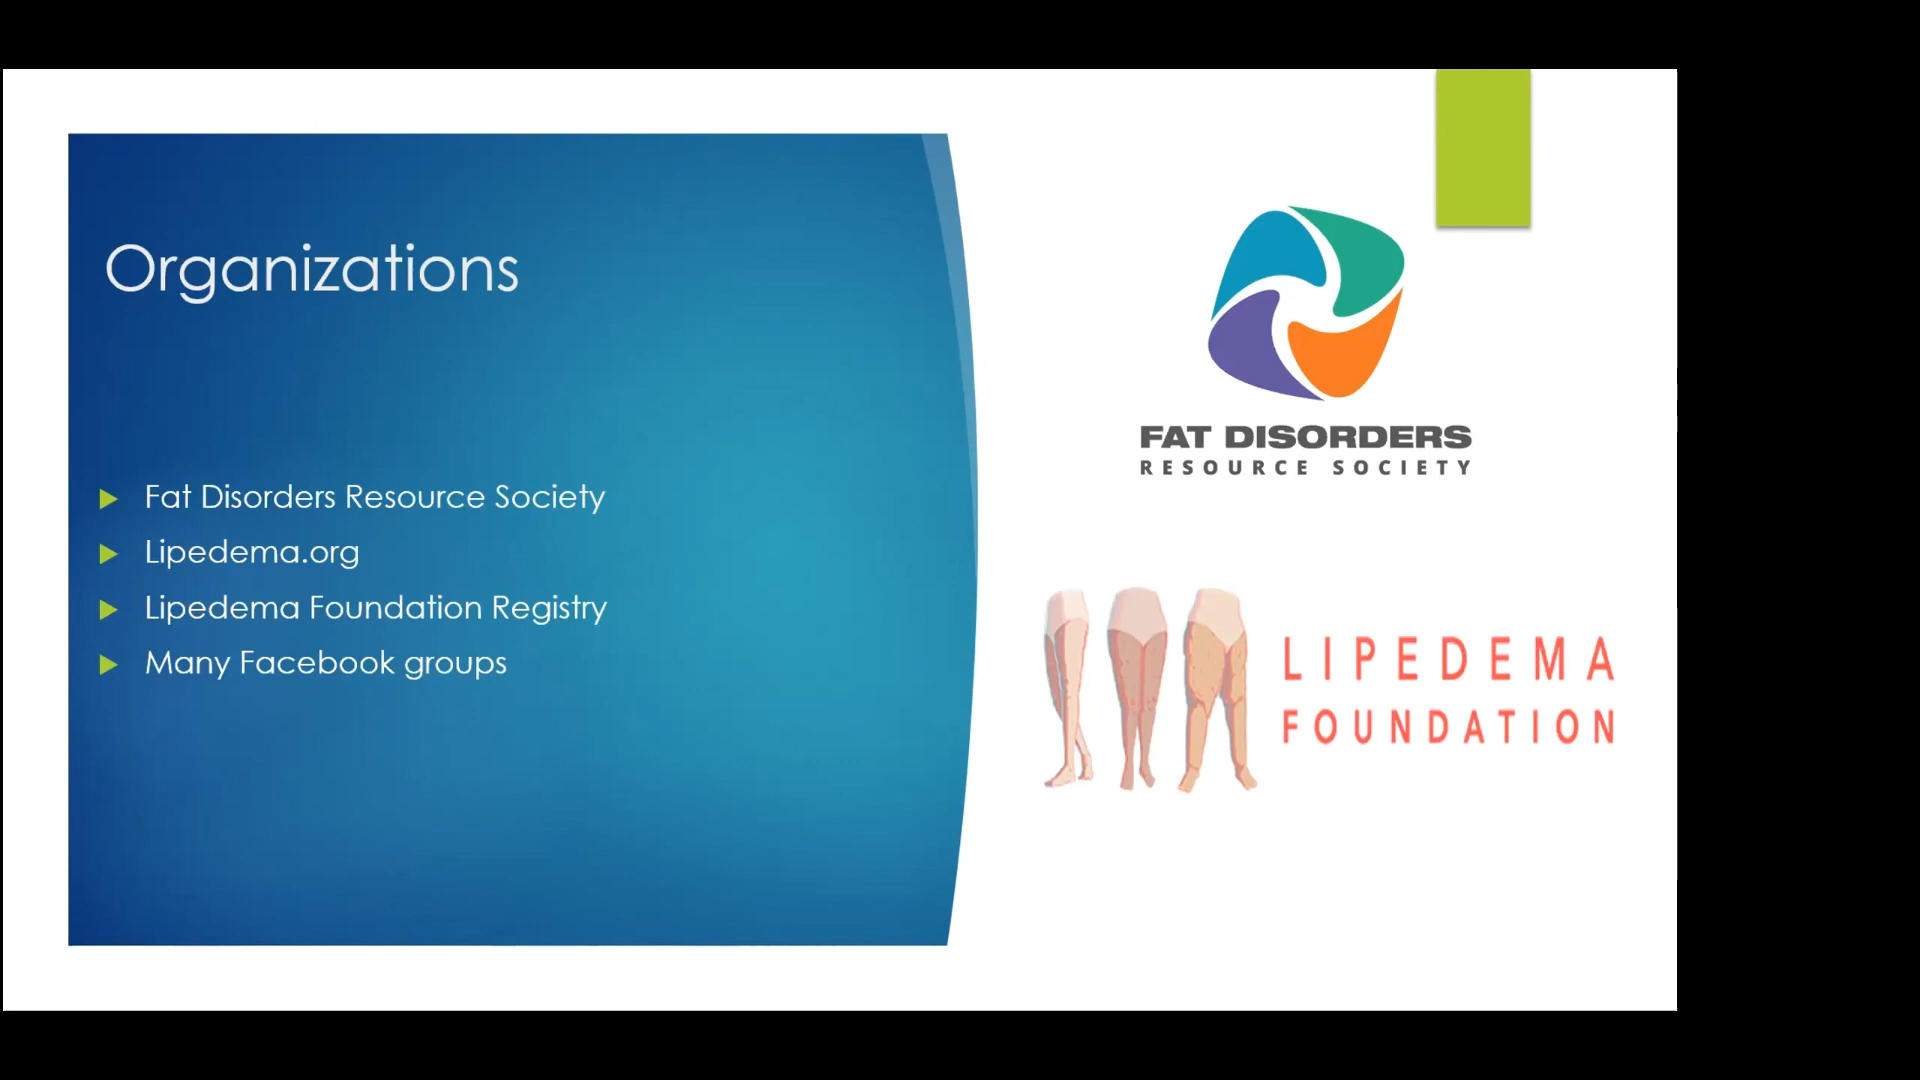 Organizations
Fat Disorders Resource Society
Lipedema.org
Lipedema Foundation Registry
Many Facebook groups
FAT DISORDERS
RESOURCE SOCIETY
LIPEDEMA
FOUNDATION